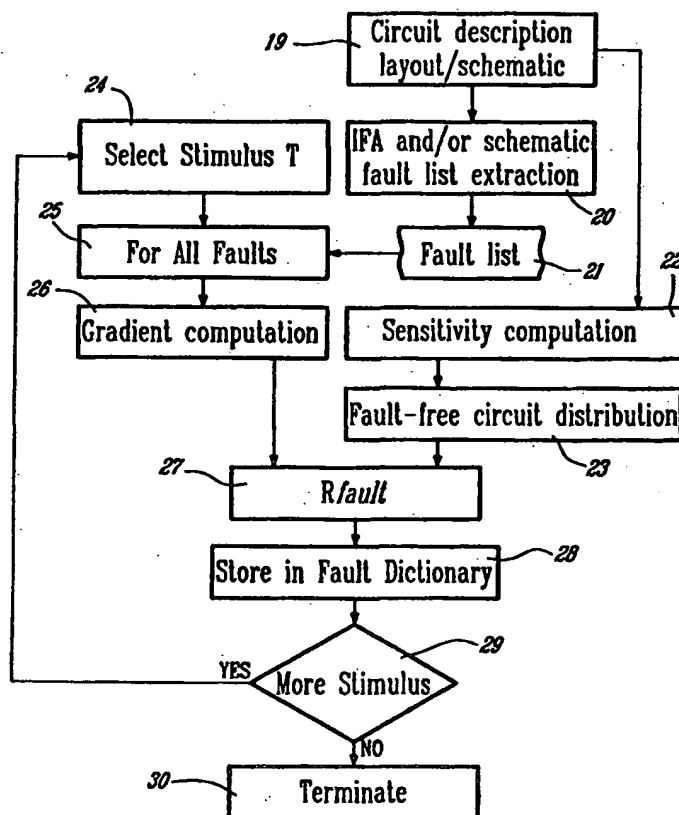 19
Circuit description
layout/schematic
24
Select Stimulus T
IFA and/or schematic
fault list extraction
20
25
For All Faults
Fault list
21
22
26
Gradient computation
Sensitivity computation
Fault-free circuit distribution
23
27
Rfault
Store in Fault Dictionary
28
29
YES
More Stimulus
NO
30
Terminate